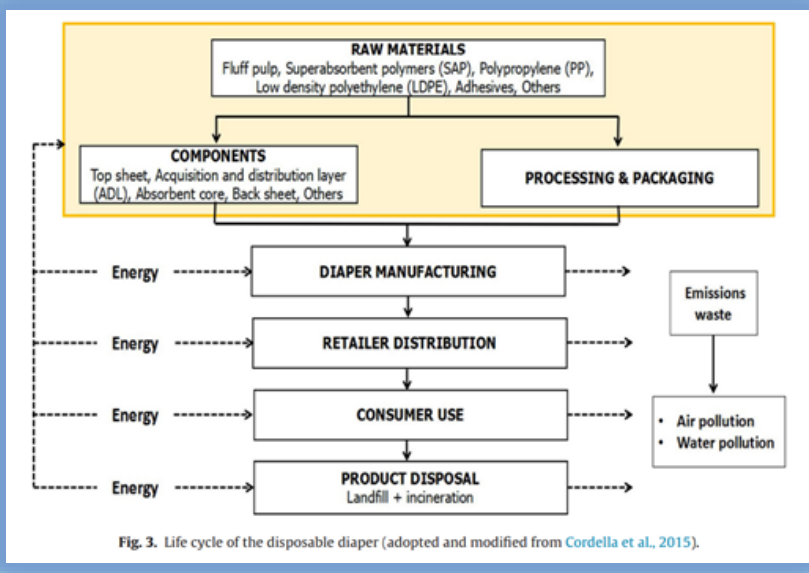 RAW MATERIALS
Fluff pulp, Superabsorbent polymers (SAP), Polypropylene (PP),
Low density polyethylene (LDPE), Adhesives, Others
COMPONENTS
Top sheet, Acquisition and distribution layer
(ADL), Absorbent core, Back sheet, Others
PROCESSING & PACKAGING
Energy
DIAPER MANUFACTURING
Emissions
waste
Energy
RETAILER DISTRIBUTION
Energy
CONSUMER USE
• Air pollution
• Water pollution
Energy
PRODUCT DISPOSAL
Landfill + incineration
Fig. 3. Life cycle of the disposable diaper (adopted and modified from Cordella et al., 2015).